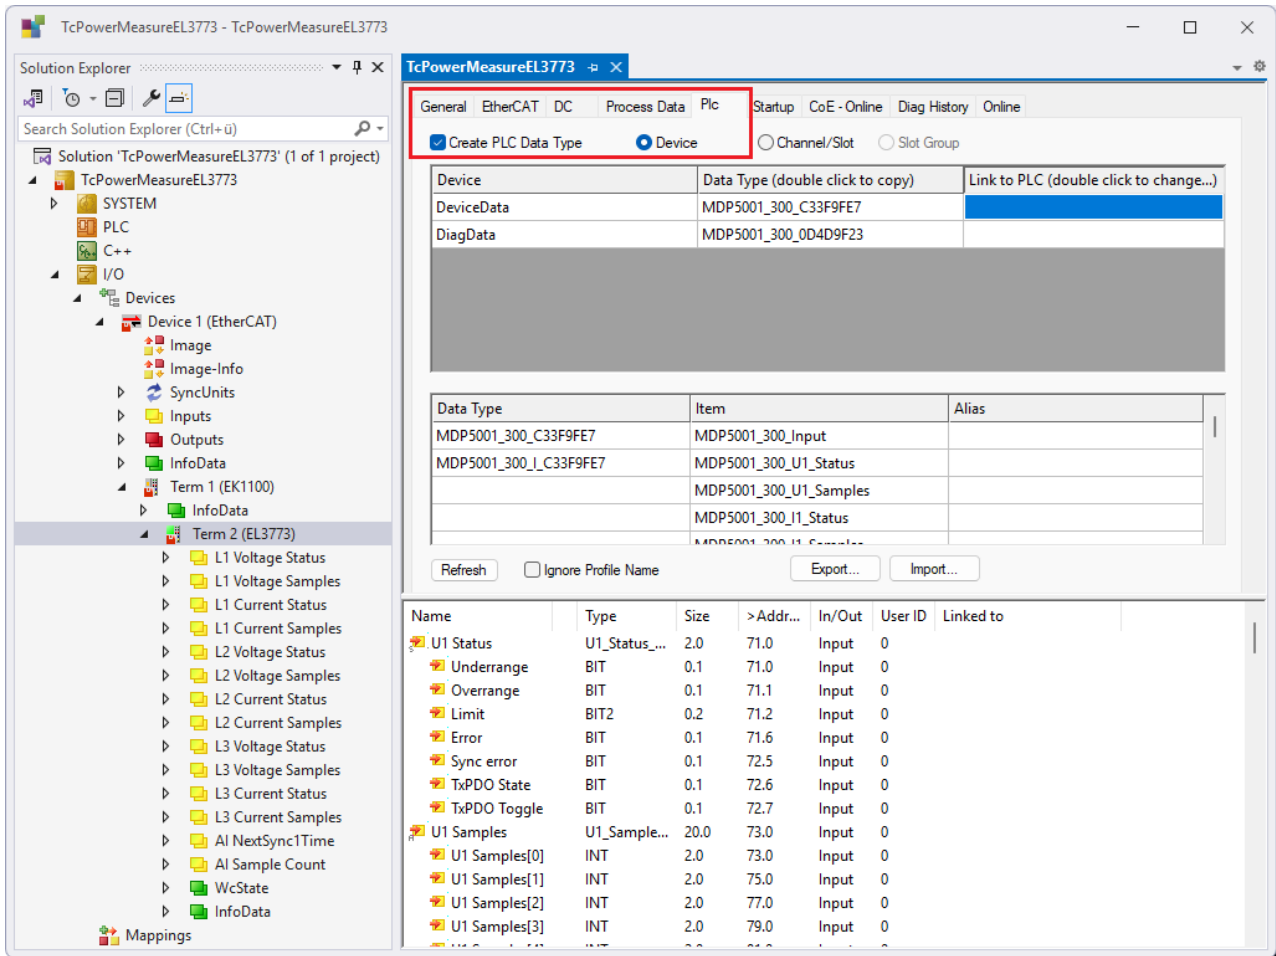 TcPowerMeasureEL3773 - TcPowerMeasureEL3773
Solution Explorer
Search Solution Explorer (Ctrl+ü)
Solution 'TcPowerMeasureEL3773' (1 of 1 project)
TcPowerMeasureEL3773
SYSTEM
PLC
C++
I/O
Devices
Device 1 (EtherCAT)
Image
Image-Info
SyncUnits
Inputs
Outputs
InfoData
Term 1 (EK1100)
InfoData
Term 2 (EL3773)
L1 Voltage Status
L1 Voltage Samples
L1 Current Status
L1 Current Samples
L2 Voltage Status
L2 Voltage Samples
L2 Current Status
L2 Current Samples
L3 Voltage Status
L3 Voltage Samples
L3 Current Status
L3 Current Samples
AI NextSync1Time
AI Sample Count
WcState
InfoData
Mappings
TcPowerMeasureEL3773
General EtherCAT DC Process Data Plc Startup CoE - Online Diag History Online
Create PLC Data Type Device Channel/Slot Slot Group
Device Data Type (double click to copy) Link to PLC (double click to change...)
DeviceData MDP5001_300_C33F9FE7
DiagData MDP5001_300_0D4D9F23
Data Type Item Alias
MDP5001_300_C33F9FE7 MDP5001_300_Input
MDP5001_300_I_C33F9FE7 MDP5001_300_U1_Status
MDP5001_300_U1_Samples
MDP5001_300_I1_Status
MDP5001_300_I1_Samples
Refresh Ignore Profile Name Export... Import...
Name Type Size >Addr... In/Out User ID Linked to
U1 Status U1_Status_... 2.0 71.0 Input 0
Underrange BIT 0.1 71.0 Input 0
Overrange BIT 0.1 71.1 Input 0
Limit BIT2 0.2 71.2 Input 0
Error BIT 0.1 71.6 Input 0
Sync error BIT 0.1 72.5 Input 0
TxPDO State BIT 0.1 72.6 Input 0
TxPDO Toggle BIT 0.1 72.7 Input 0
U1 Samples U1_Sample... 20.0 73.0 Input 0
U1 Samples[0] INT 2.0 73.0 Input 0
U1 Samples[1] INT 2.0 75.0 Input 0
U1 Samples[2] INT 2.0 77.0 Input 0
U1 Samples[3] INT 2.0 79.0 Input 0